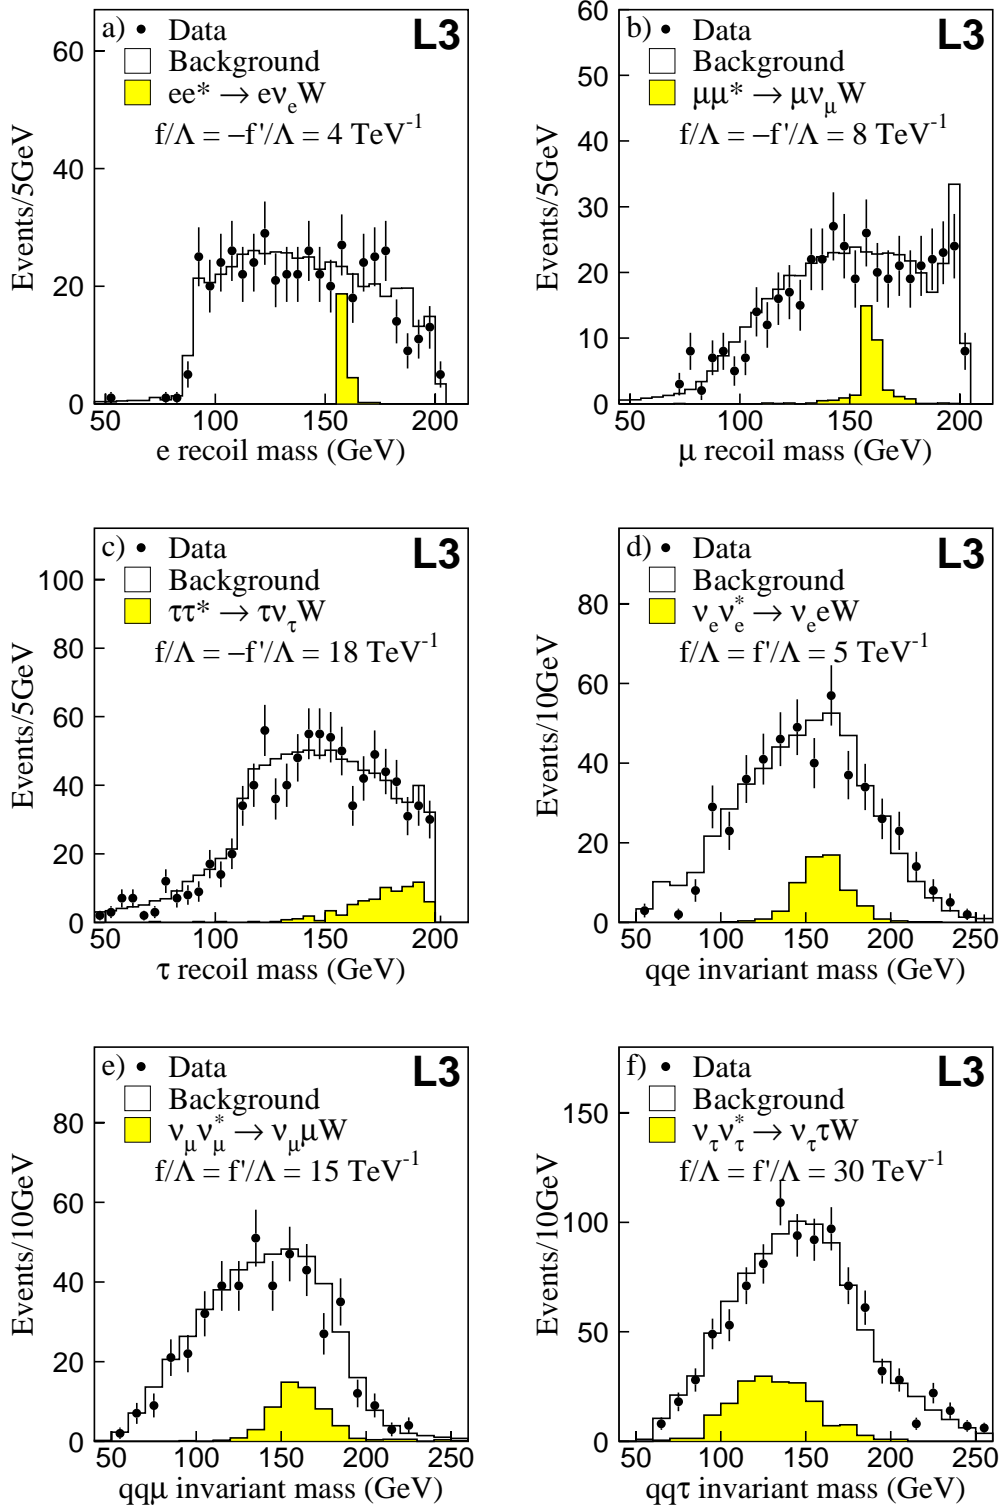 a) Data L3
Background
ee* → eν_eW
f/Λ = −f'/Λ = 4 TeV⁻¹
Events/5GeV
60
40
20
0
50 100 150 200
e recoil mass (GeV)
b) Data L3
Background
μμ* → μν_μW
f/Λ = −f'/Λ = 8 TeV⁻¹
Events/5GeV
60
50
40
30
20
10
0
50 100 150 200
μ recoil mass (GeV)
c) Data L3
Background
ττ* → τν_τW
f/Λ = −f'/Λ = 18 TeV⁻¹
Events/5GeV
100
80
60
40
20
0
50 100 150 200
τ recoil mass (GeV)
d) Data L3
Background
ν_eν_e* → ν_eeW
f/Λ = f'/Λ = 5 TeV⁻¹
Events/10GeV
80
60
40
20
0
50 100 150 200 250
qqe invariant mass (GeV)
e) Data L3
Background
ν_μν_μ* → ν_μμW
f/Λ = f'/Λ = 15 TeV⁻¹
Events/10GeV
80
60
40
20
0
50 100 150 200 250
qqμ invariant mass (GeV)
f) Data L3
Background
ν_τν_τ* → ν_ττW
f/Λ = f'/Λ = 30 TeV⁻¹
Events/10GeV
150
100
50
0
50 100 150 200 250
qqτ invariant mass (GeV)